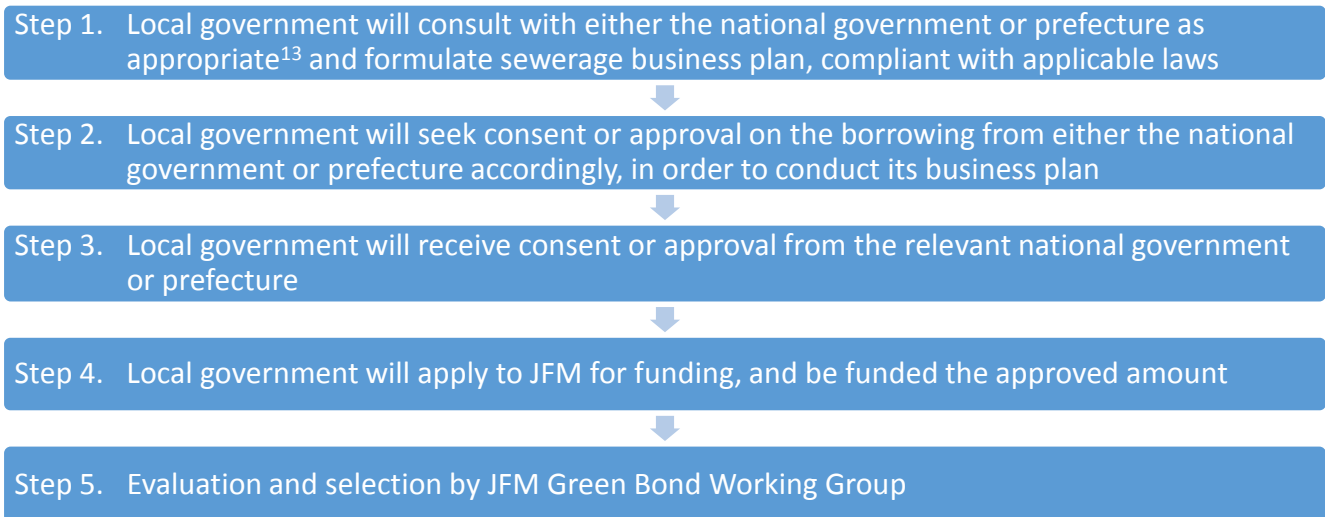 Step 1. Local government will consult with either the national government or prefecture as
appropriate¹³ and formulate sewerage business plan, compliant with applicable laws
Step 2. Local government will seek consent or approval on the borrowing from either the national
government or prefecture accordingly, in order to conduct its business plan
Step 3. Local government will receive consent or approval from the relevant national government
or prefecture
Step 4. Local government will apply to JFM for funding, and be funded the approved amount
Step 5. Evaluation and selection by JFM Green Bond Working Group